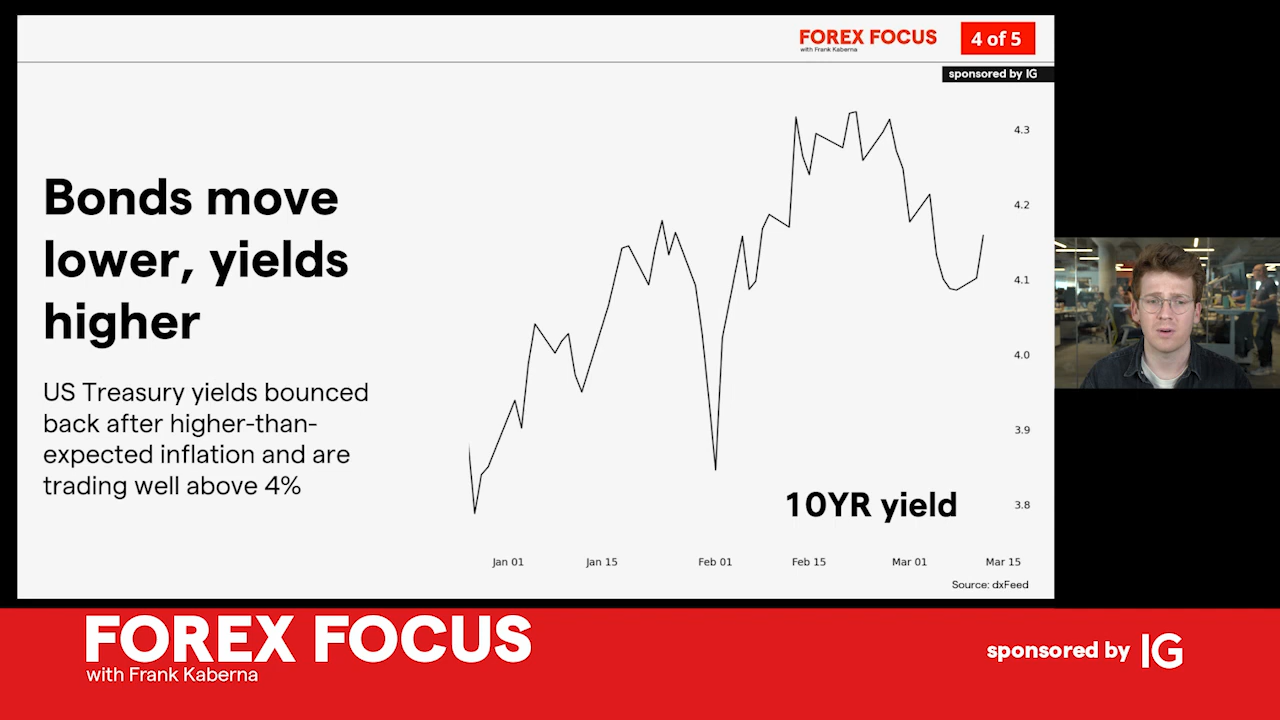 FOREX FOCUS
with Frank Kaberna
4 of 5
sponsored by IG
Bonds move
lower, yields
higher
US Treasury yields bounced
back after higher-than-
expected inflation and are
trading well above 4%
4.3
4.2
4.1
4.0
3.9
3.8
10YR yield
Jan 01
Jan 15
Feb 01
Feb 15
Mar 01
Mar 15
Source: dxFeed
FOREX FOCUS
with Frank Kaberna
sponsored by IG